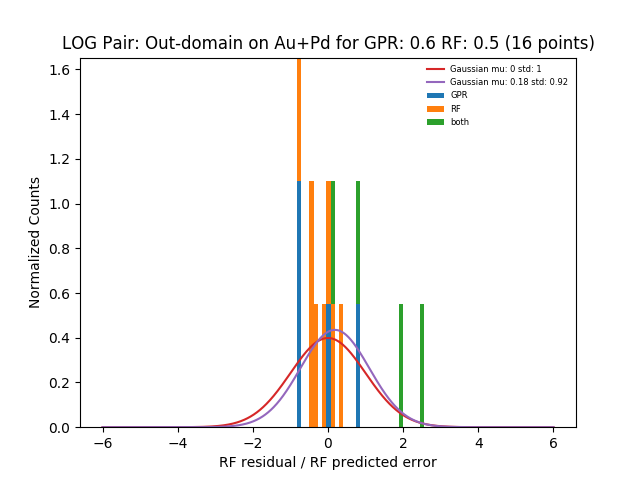 LOG Pair: Out-domain on Au+Pd for GPR: 0.6 RF: 0.5 (16 points)
Gaussian mu: 0 std: 1
Gaussian mu: 0.18 std: 0.92
GPR
RF
both
1.6
1.4
1.2
1.0
0.8
0.6
0.4
0.2
0.0
Normalized Counts
−6 −4 −2 0 2 4 6
RF residual / RF predicted error